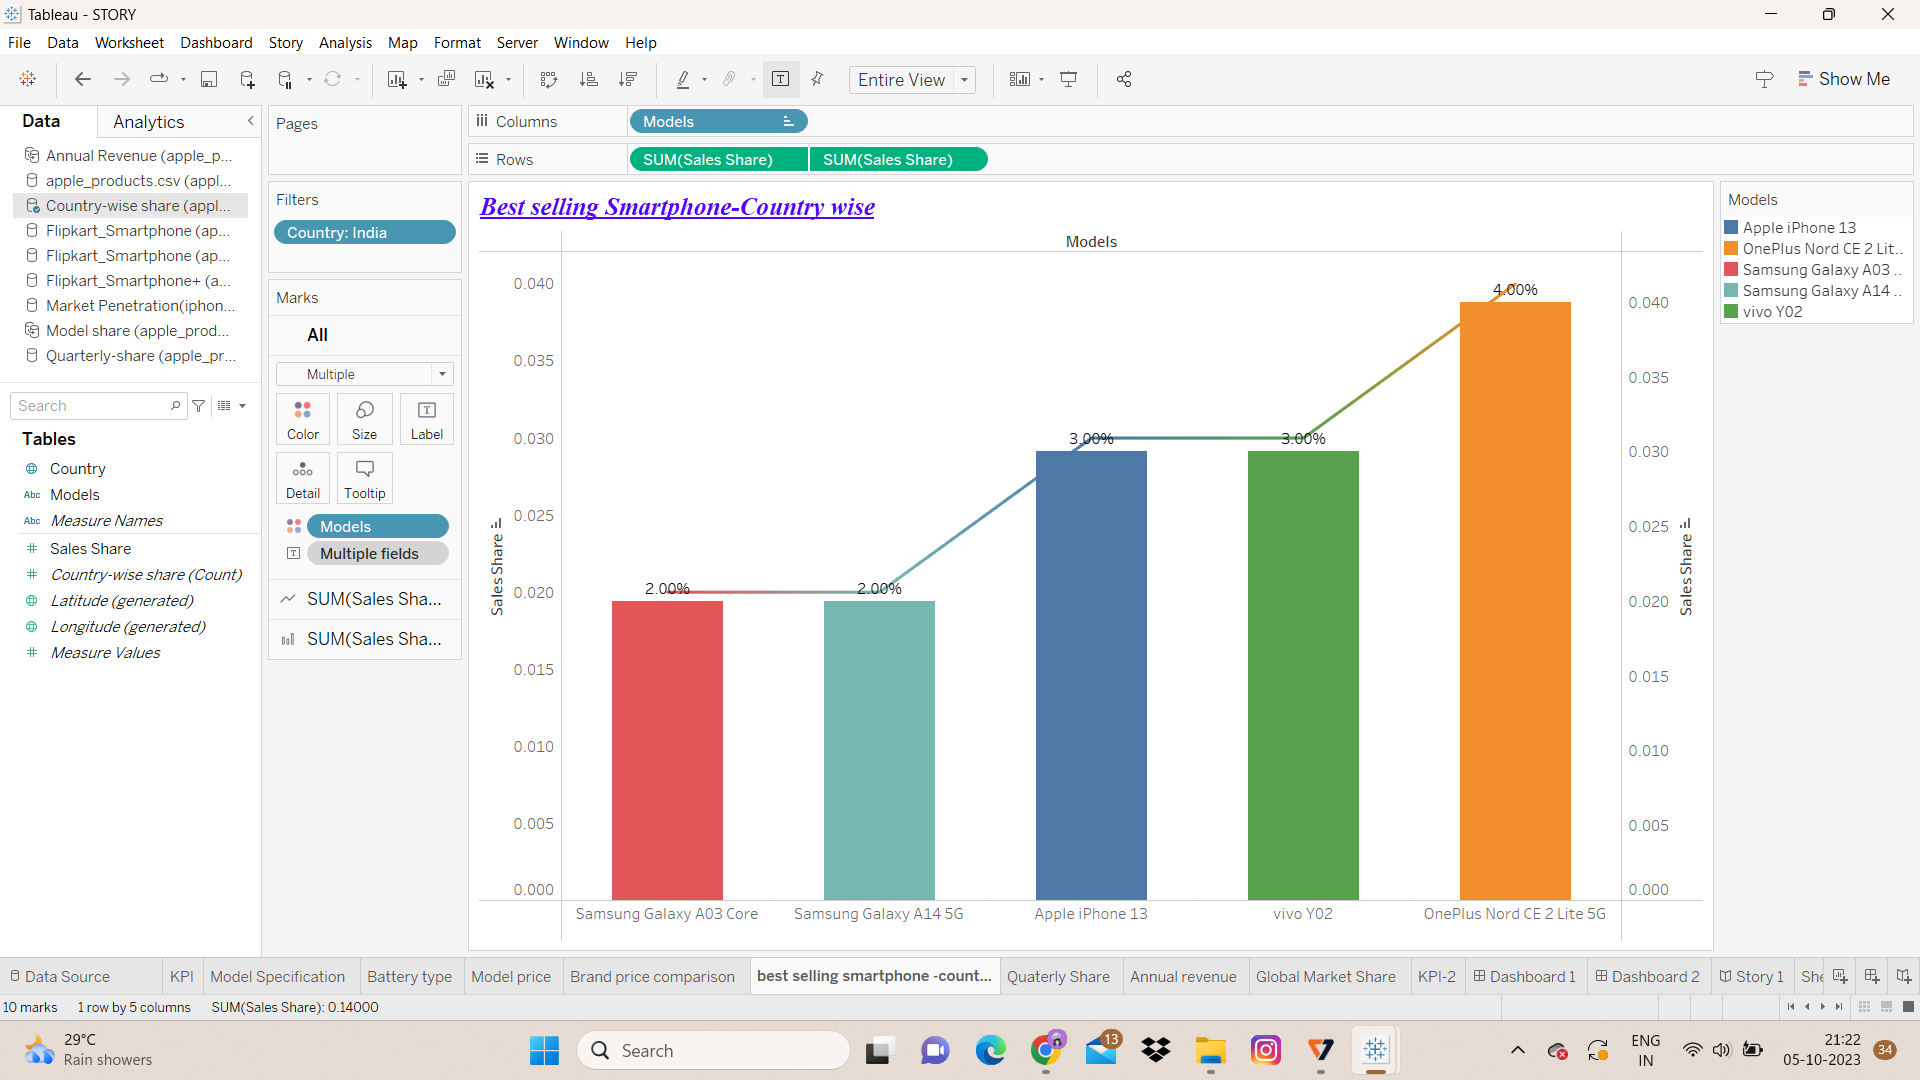 Tableau - STORY
File Data Worksheet Dashboard Story Analysis Map Format Server Window Help
Entire View
Show Me
Data Analytics
Annual Revenue (apple_p...
apple_products.csv (appl...
Country-wise share (appl...
Flipkart_Smartphone (ap...
Flipkart_Smartphone (ap...
Flipkart_Smartphone+ (a...
Market Penetration(iphon...
Model share (apple_prod...
Quarterly-share (apple_pr...
Search
Tables
Country
Abc Models
Abc Measure Names
# Sales Share
# Country-wise share (Count)
Latitude (generated)
Longitude (generated)
# Measure Values
Pages
Filters
Country: India
Marks
All
Multiple
Color Size Label
Detail Tooltip
Models
Multiple fields
SUM(Sales Sha...
SUM(Sales Sha...
Columns Models
Rows SUM(Sales Share) SUM(Sales Share)
Best selling Smartphone-Country wise
Models
Sales Share
0.040
0.035
0.030
0.025
0.020
0.015
0.010
0.005
0.000
2.00% 2.00% 3.00% 3.00% 4.00%
Samsung Galaxy A03 Core Samsung Galaxy A14 5G Apple iPhone 13 vivo Y02 OnePlus Nord CE 2 Lite 5G
0.040
0.035
0.030
0.025
0.020
0.015
0.010
0.005
0.000
Sales Share
Models
Apple iPhone 13
OnePlus Nord CE 2 Lit..
Samsung Galaxy A03 ..
Samsung Galaxy A14 ..
vivo Y02
Data Source KPI Model Specification Battery type Model price Brand price comparison best selling smartphone -count... Quaterly Share Annual revenue Global Market Share KPI-2 Dashboard 1 Dashboard 2 Story 1 She
10 marks 1 row by 5 columns SUM(Sales Share): 0.14000
29°C
Rain showers
Search
13
ENG
IN
21:22
05-10-2023
34